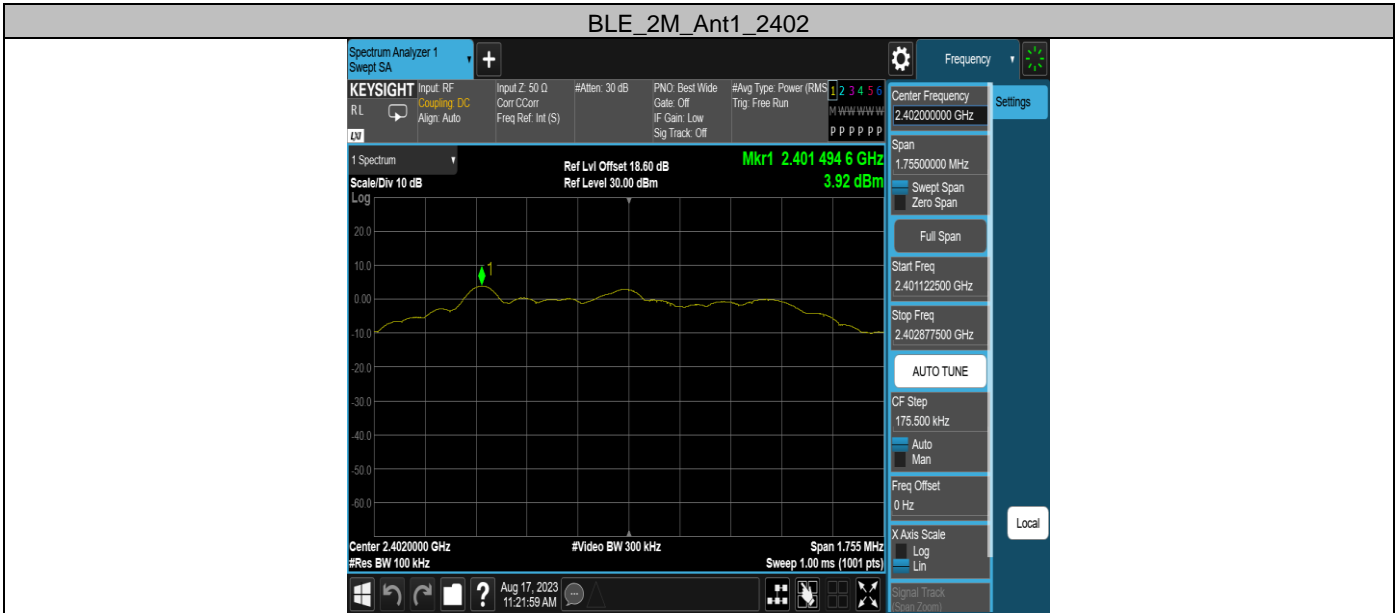 BLE_2M_Ant1_2402
Spectrum Analyzer 1
Swept SA
+
Frequency
KEYSIGHT
RL
LXI
Input: RF
Coupling: DC
Align: Auto
Input Z: 50 Ω
Corr CCorr
Freq Ref: Int (S)
#Atten: 30 dB
PNO: Best Wide
Gate: Off
IF Gain: Low
Sig Track: Off
#Avg Type: Power (RMS
Trig: Free Run
1 2 3 4 5 6
M W W W W W
P P P P P P
Center Frequency
2.402000000 GHz
Settings
Span
1.75500000 MHz
Swept Span
Zero Span
Full Span
Start Freq
2.401122500 GHz
Stop Freq
2.402877500 GHz
AUTO TUNE
CF Step
175.500 kHz
Auto
Man
Freq Offset
0 Hz
X Axis Scale
Log
Lin
Signal Track
(Span Zoom)
Local
1 Spectrum
Scale/Div 10 dB
Log
Ref Lvl Offset 18.60 dB
Ref Level 30.00 dBm
Mkr1 2.401 494 6 GHz
3.92 dBm
1
20.0
10.0
0.00
-10.0
-20.0
-30.0
-40.0
-50.0
-60.0
Center 2.4020000 GHz
#Video BW 300 kHz
Span 1.755 MHz
#Res BW 100 kHz
Sweep 1.00 ms (1001 pts)
?
Aug 17, 2023
11:21:59 AM